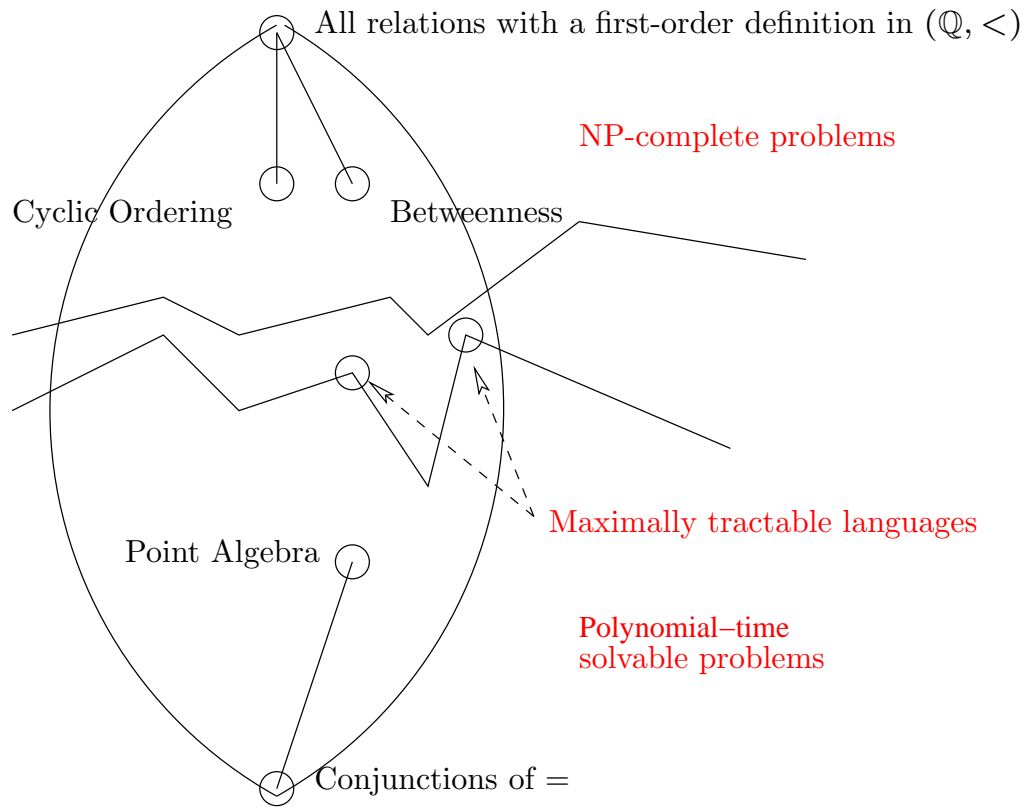 All relations with a first-order definition in (ℚ, <)
NP-complete problems
Cyclic Ordering
Betweenness
Maximally tractable languages
Point Algebra
Polynomial–time
solvable problems
Conjunctions of =